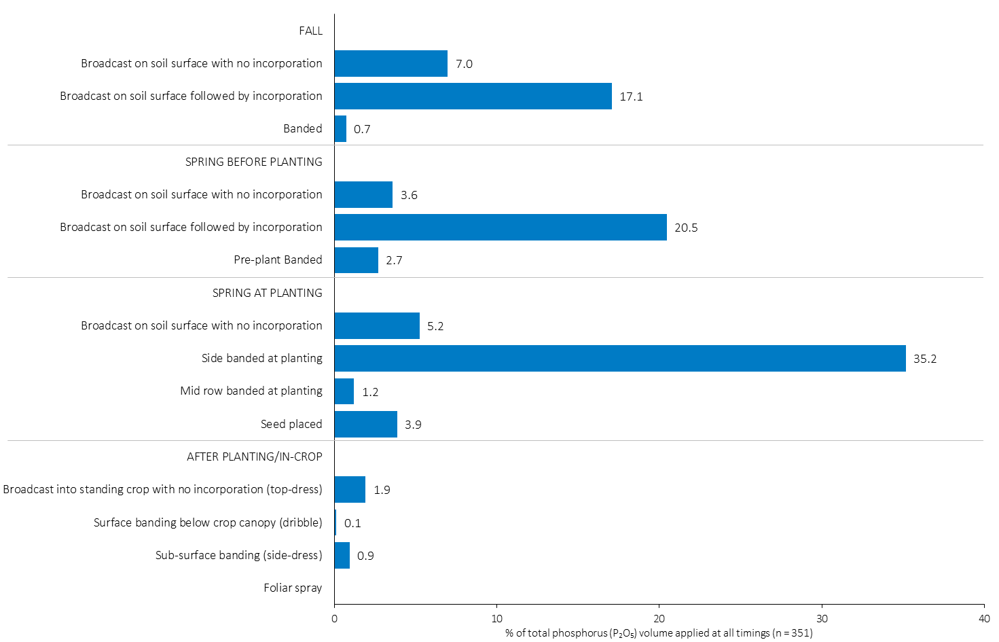 FALL
Broadcast on soil surface with no incorporation 7.0
Broadcast on soil surface followed by incorporation 17.1
Banded 0.7
SPRING BEFORE PLANTING
Broadcast on soil surface with no incorporation 3.6
Broadcast on soil surface followed by incorporation 20.5
Pre-plant Banded 2.7
SPRING AT PLANTING
Broadcast on soil surface with no incorporation 5.2
Side banded at planting 35.2
Mid row banded at planting 1.2
Seed placed 3.9
AFTER PLANTING/IN-CROP
Broadcast into standing crop with no incorporation (top-dress) 1.9
Surface banding below crop canopy (dribble) 0.1
Sub-surface banding (side-dress) 0.9
Foliar spray
0 10 20 30 40
% of total phosphorus (P₂O₅) volume applied at all timings (n = 351)